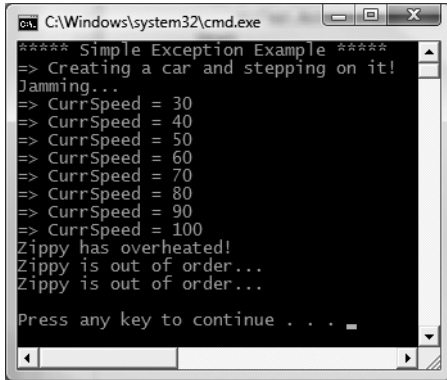 C:\Windows\system32\cmd.exe
***** Simple Exception Example *****
=> Creating a car and stepping on it!
Jamming...
=> CurrSpeed = 30
=> CurrSpeed = 40
=> CurrSpeed = 50
=> CurrSpeed = 60
=> CurrSpeed = 70
=> CurrSpeed = 80
=> CurrSpeed = 90
=> CurrSpeed = 100
Zippy has overheated!
Zippy is out of order...
Zippy is out of order...
Press any key to continue . . .